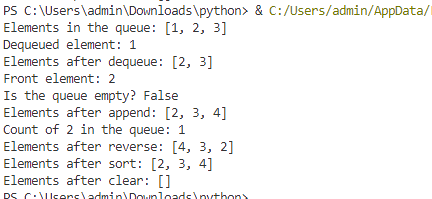 PS C:\Users\admin\Downloads\python> & C:/Users/admin/AppData/
Elements in the queue: [1, 2, 3]
Dequeued element: 1
Elements after dequeue: [2, 3]
Front element: 2
Is the queue empty? False
Elements after append: [2, 3, 4]
Count of 2 in the queue: 1
Elements after reverse: [4, 3, 2]
Elements after sort: [2, 3, 4]
Elements after clear: []
PS C:\Users\admin\Downloads\python>